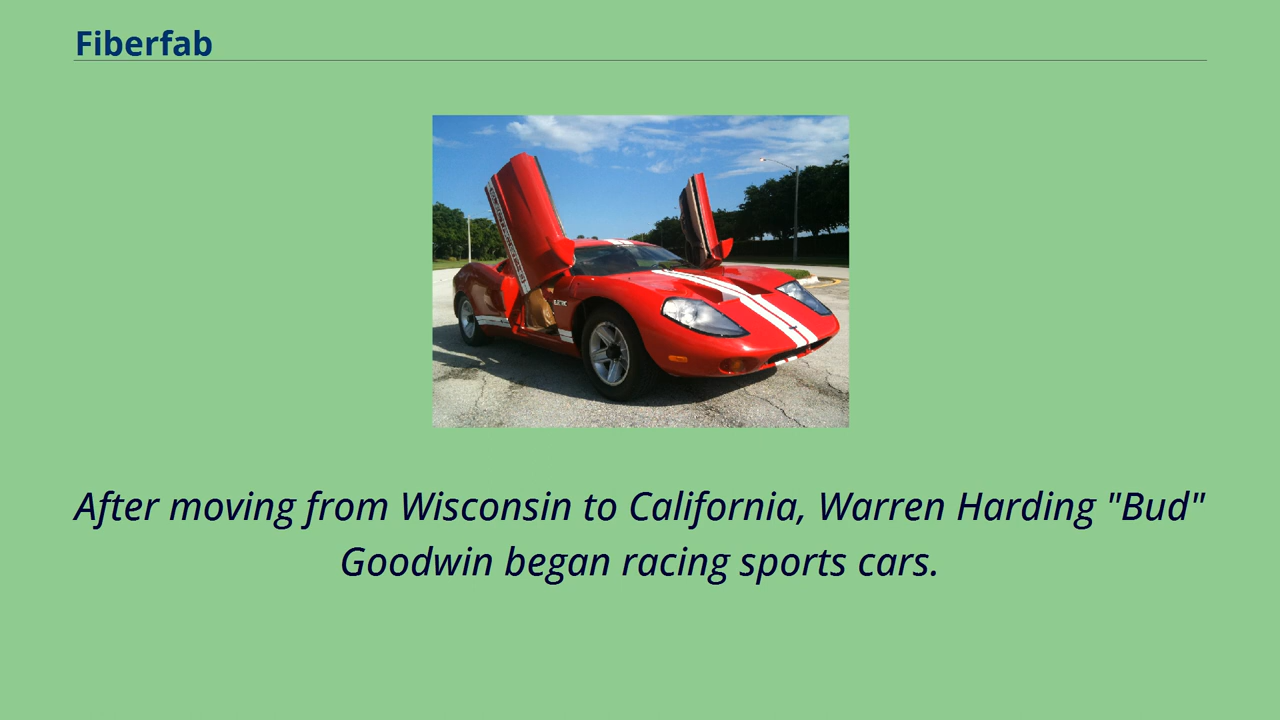 Fiberfab
After moving from Wisconsin to California, Warren Harding "Bud"
Goodwin began racing sports cars.